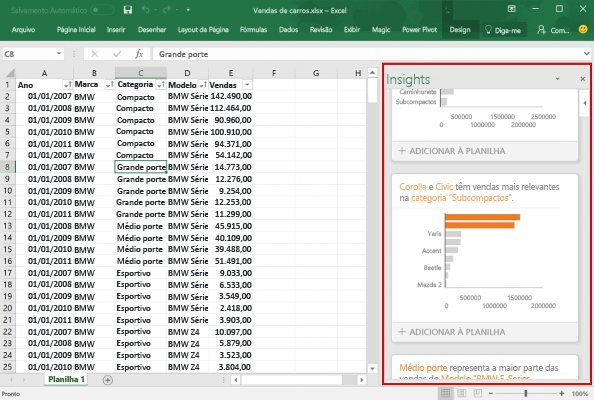 Salvamento Automático
Vendas de carros.xlsx – Excel
Arquivo Página Inicial Inserir Desenhar Layout da Página Fórmulas Dados Revisão Exibir Magic Power Pivot Design Diga-me Com...
C8 fx Grande porte
A B C D E F G H
1 Ano Marca Categoria Modelo Vendas
2 01/01/2007 BMW Compacto BMW Série 142.490,00
3 01/01/2008 BMW Compacto BMW Série 112.464,00
4 01/01/2009 BMW Compacto BMW Série 90.960,00
5 01/01/2010 BMW Compacto BMW Série 100.910,00
6 01/01/2011 BMW Compacto BMW Série 94.371,00
7 01/01/2007 BMW Compacto BMW Série 54.142,00
8 01/01/2007 BMW Grande porte BMW Série 14.773,00
9 01/01/2008 BMW Grande porte BMW Série 12.276,00
10 01/01/2009 BMW Grande porte BMW Série 9.254,00
11 01/01/2010 BMW Grande porte BMW Série 12.253,00
12 01/01/2011 BMW Grande porte BMW Série 11.299,00
13 01/01/2008 BMW Médio porte BMW Série 45.915,00
14 01/01/2009 BMW Médio porte BMW Série 40.109,00
15 01/01/2010 BMW Médio porte BMW Série 39.488,00
16 01/01/2011 BMW Médio porte BMW Série 51.491,00
17 01/01/2007 BMW Esportivo BMW Série 9.033,00
18 01/01/2008 BMW Esportivo BMW Série 6.533,00
19 01/01/2009 BMW Esportivo BMW Série 3.549,00
20 01/01/2010 BMW Esportivo BMW Série 2.418,00
21 01/01/2011 BMW Esportivo BMW Série 3.903,00
22 01/01/2007 BMW Esportivo BMW Z4 10.097,00
23 01/01/2008 BMW Esportivo BMW Z4 5.879,00
24 01/01/2009 BMW Esportivo BMW Z4 3.523,00
25 01/01/2010 BMW Esportivo BMW Z4 3.804,00
Planilha 1
Pronto
100%
Insights
Caminhonete
Subcompactos
500000 1500000 2500000
0 1000000 2000000
ADICIONAR À PLANILHA
Corolla e Civic têm vendas mais relevantes
na categoria "Subcompactos".
Yaris
Accent
Beetle
Mazda 2
500000 1500000
0 1000000 2000000
ADICIONAR À PLANILHA
Médio porte representa a maior parte das
vendas do Modelo "BMW 5-Series